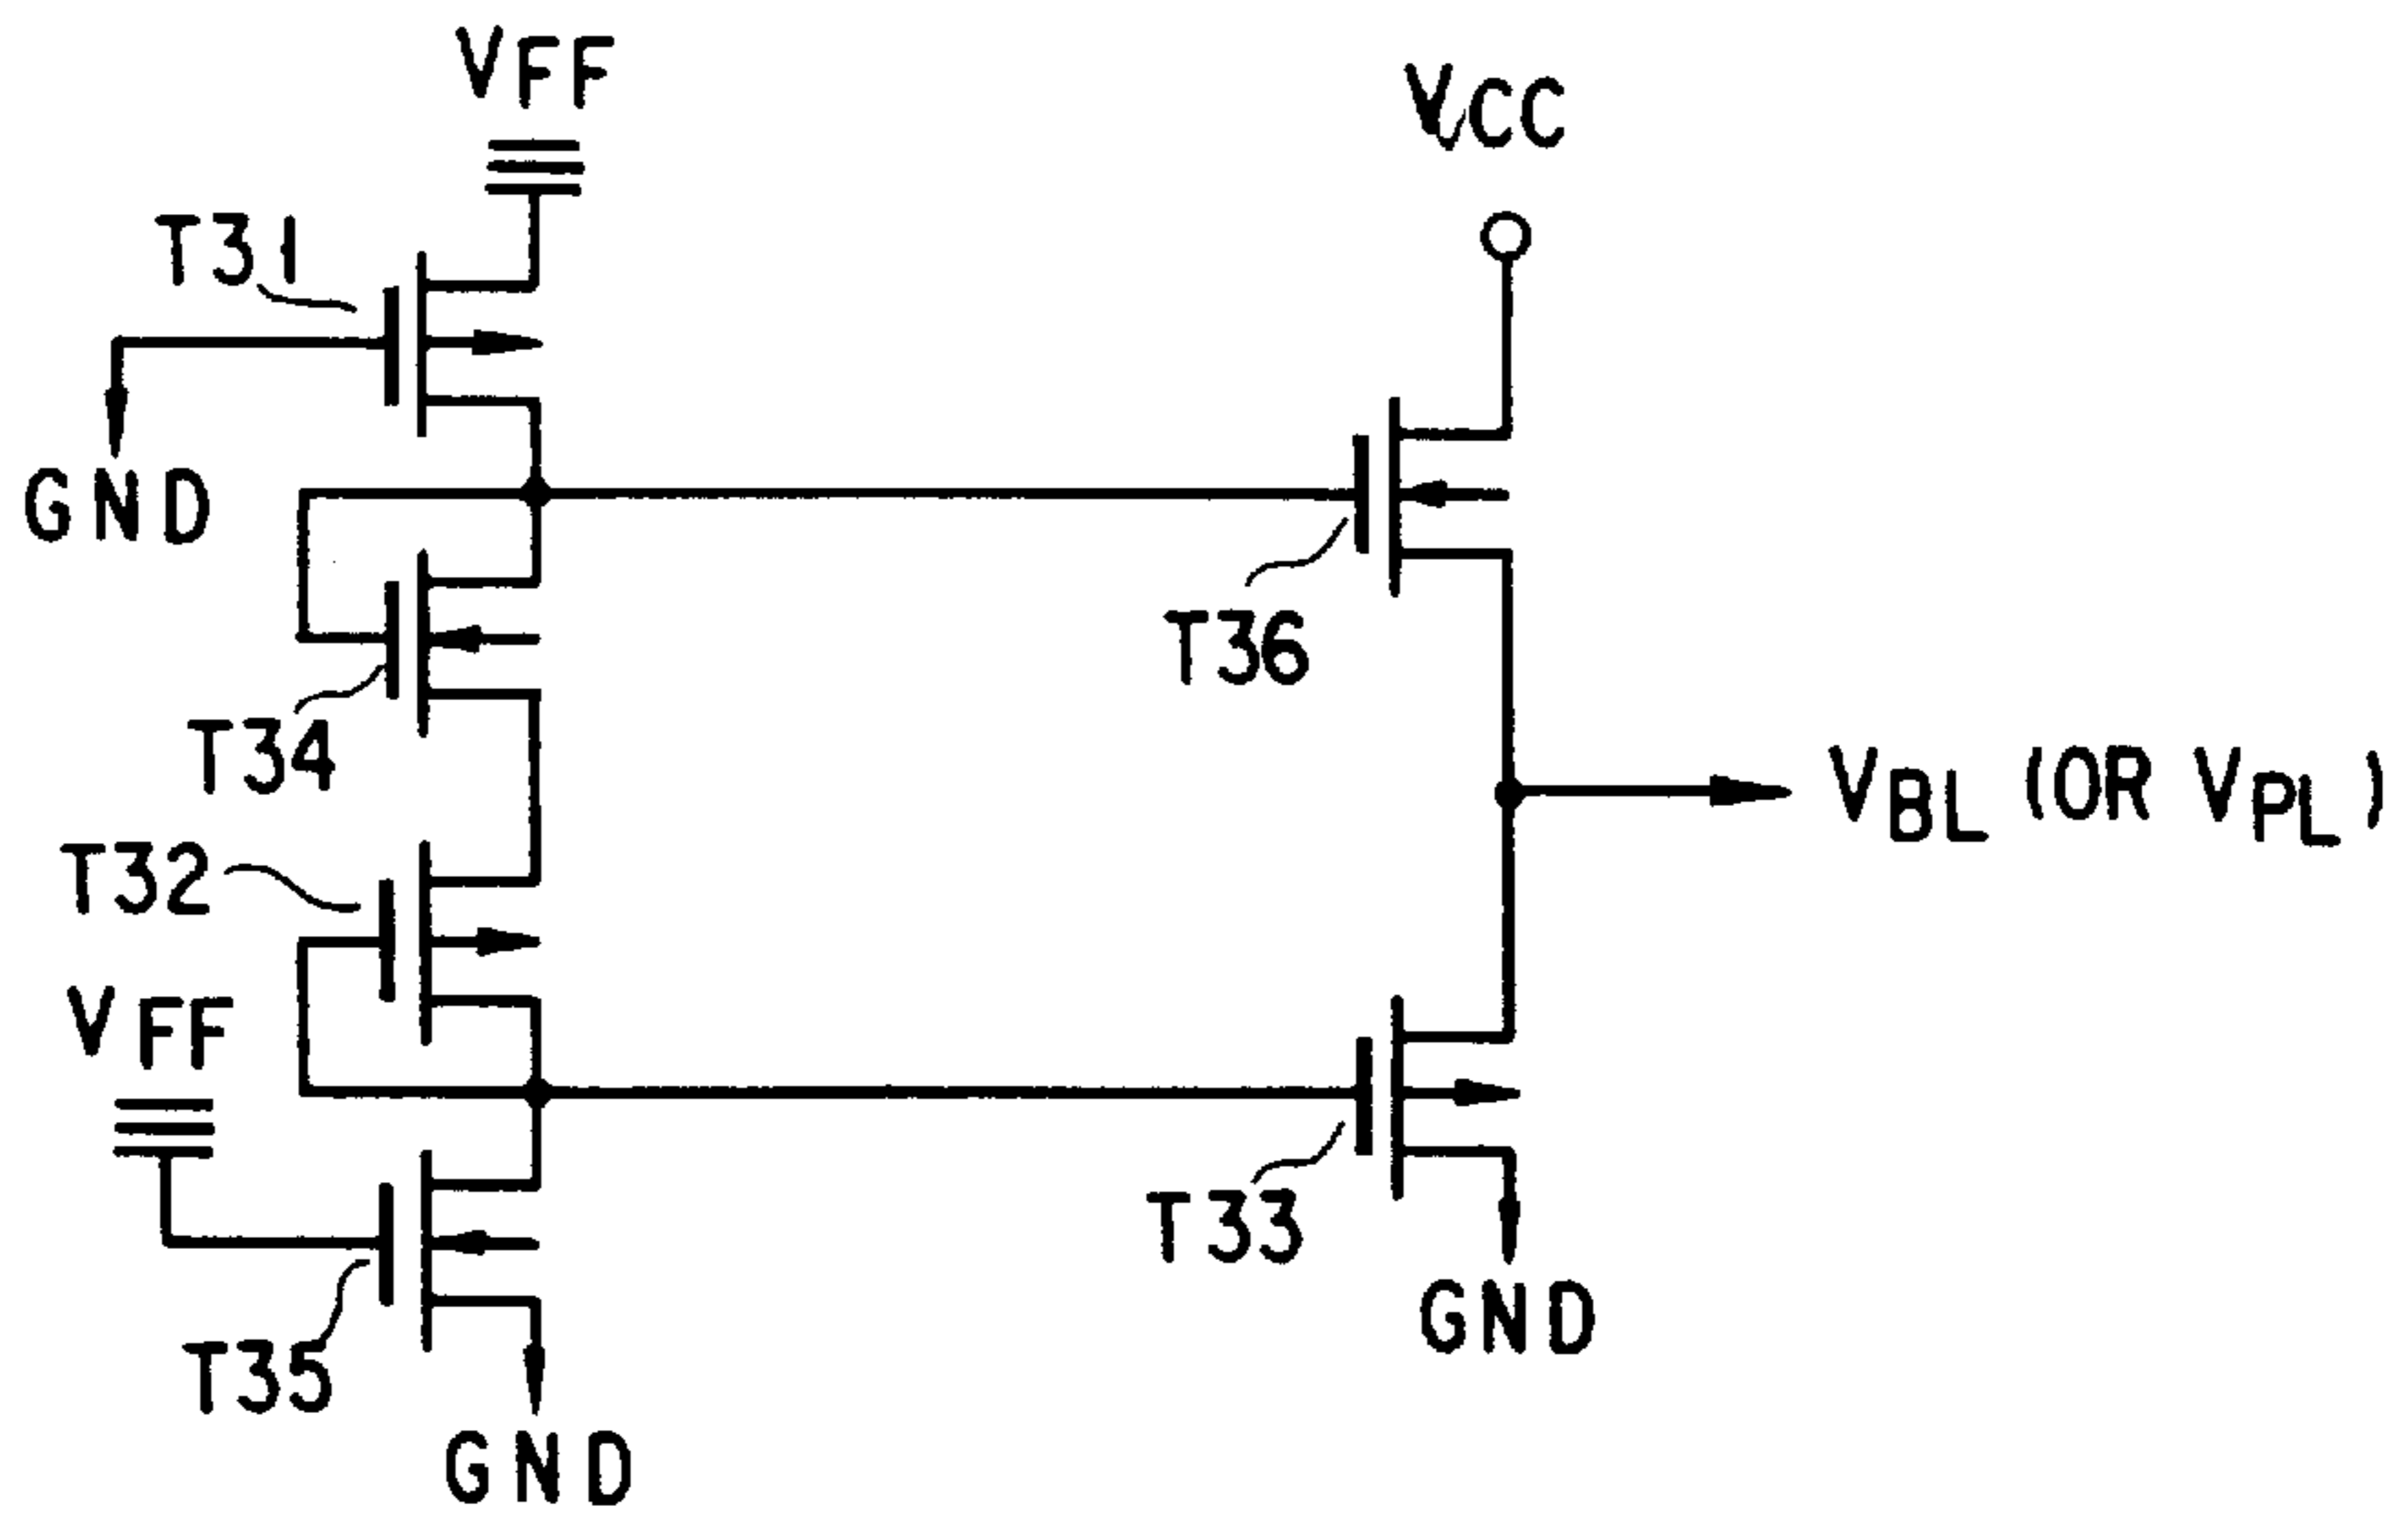 VFF
VCC
T31
GND
T36
T34
VBL (OR VPL)
T32
VFF
T33
GND
T35
GND